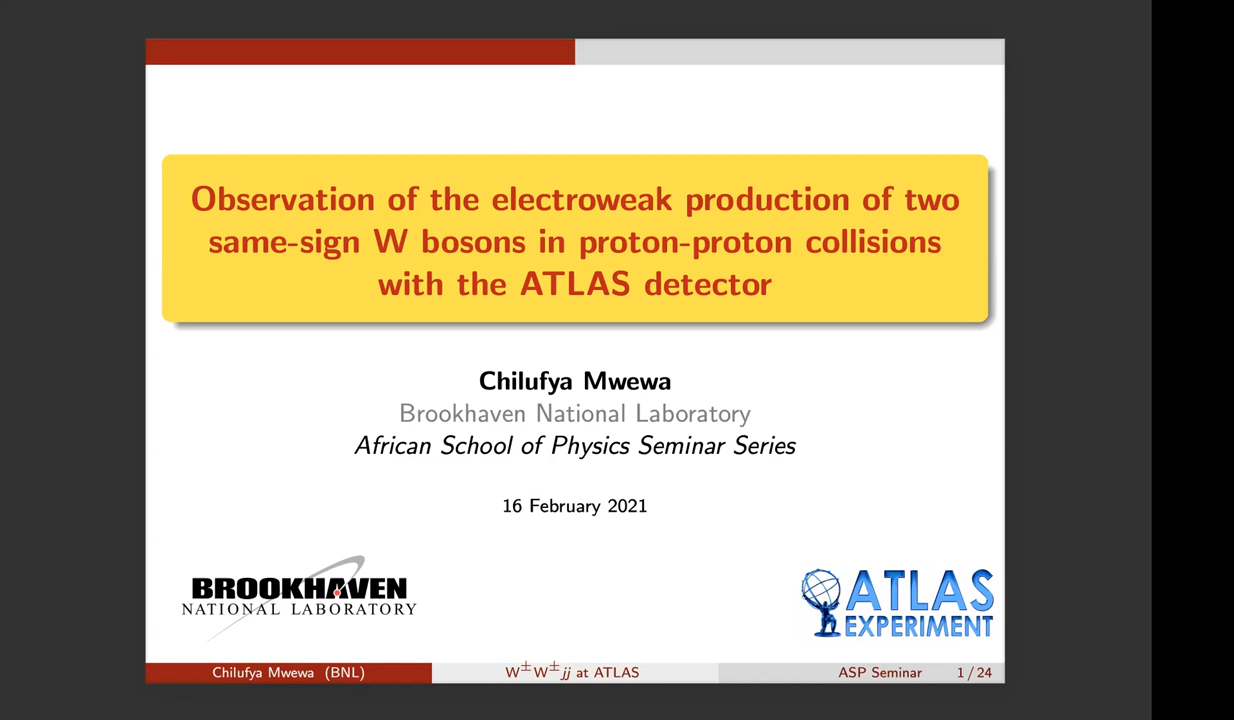 Observation of the electroweak production of two
same-sign W bosons in proton-proton collisions
with the ATLAS detector
Chilufya Mwewa
Brookhaven National Laboratory
African School of Physics Seminar Series
16 February 2021
BROOKHAVEN
NATIONAL LABORATORY
ATLAS
EXPERIMENT
Chilufya Mwewa (BNL)
W±W±jj at ATLAS
ASP Seminar
1 / 24